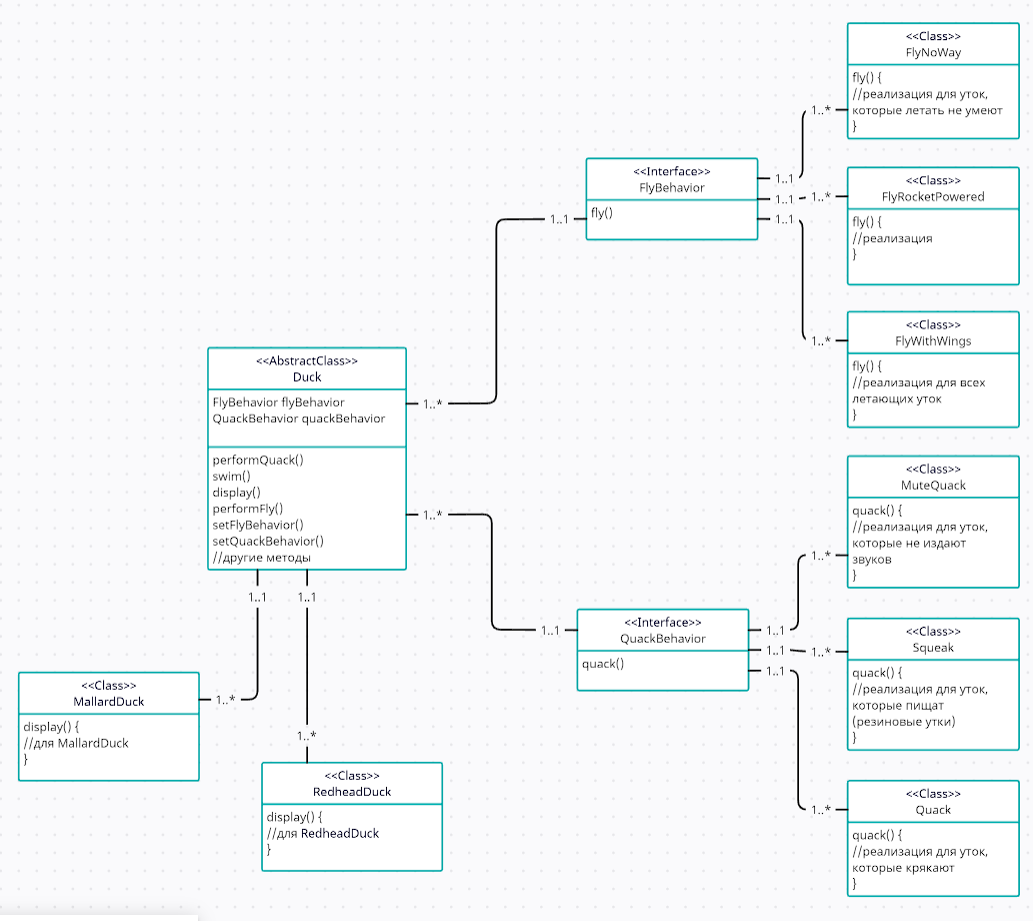 <<Class>>
FlyNoWay
fly() {
//реализация для уток,
которые летать не умеют
}
1..*
<<Interface>>
FlyBehavior
fly()
1..1
1..1
1..1
1..*
1..1
<<Class>>
FlyRocketPowered
fly() {
//реализация
}
1..*
<<Class>>
FlyWithWings
fly() {
//реализация для всех
летающих уток
}
<<AbstractClass>>
Duck
FlyBehavior flyBehavior
QuackBehavior quackBehavior
performQuack()
swim()
display()
performFly()
setFlyBehavior()
setQuackBehavior()
//другие методы
1..*
1..*
1..1
1..1
<<Class>>
MuteQuack
quack() {
//реализация для уток,
которые не издают
звуков
}
1..*
<<Interface>>
QuackBehavior
quack()
1..1
1..1
1..1
1..1
1..*
<<Class>>
Squeak
quack() {
//реализация для уток,
которые пищат
(резиновые утки)
}
<<Class>>
MallardDuck
display() {
//для MallardDuck
}
1..*
1..*
<<Class>>
RedheadDuck
display() {
//для RedheadDuck
}
1..*
<<Class>>
Quack
quack() {
//реализация для уток,
которые крякают
}